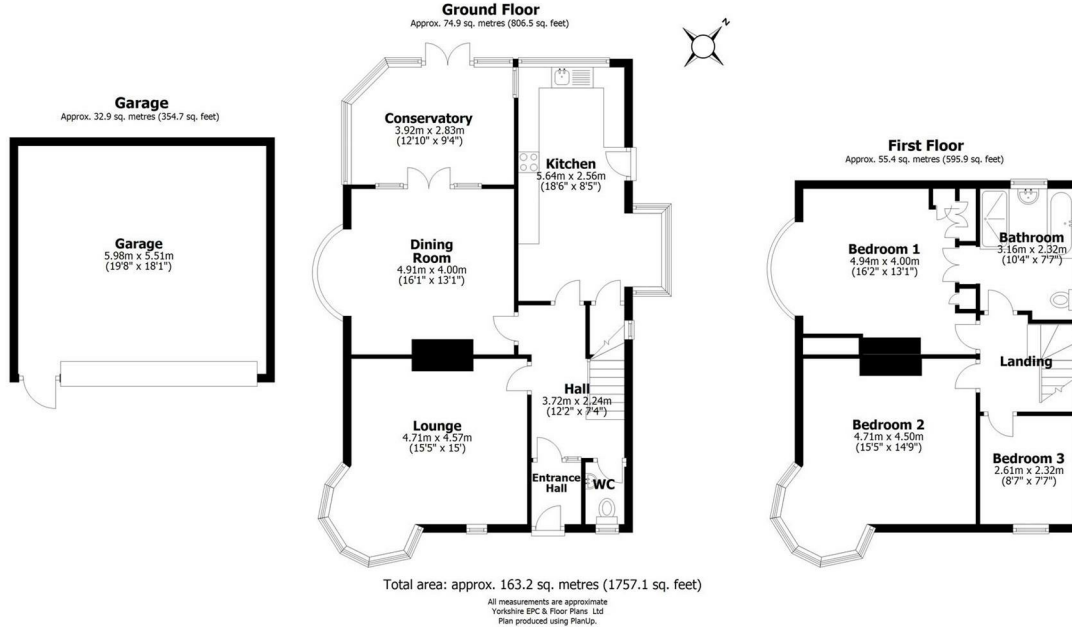 Ground Floor
Approx. 74.9 sq. metres (806.5 sq. feet)
N
Garage
Approx. 32.9 sq. metres (354.7 sq. feet)
First Floor
Approx. 55.4 sq. metres (595.9 sq. feet)
Garage
5.98m x 5.51m
(19'8" x 18'1")
Conservatory
3.92m x 2.83m
(12'10" x 9'4")
Kitchen
5.64m x 2.56m
(18'6" x 8'5")
Dining
Room
4.91m x 4.00m
(16'1" x 13'1")
Hall
3.72m x 2.24m
(12'2" x 7'4")
Lounge
4.71m x 4.57m
(15'5" x 15')
Entrance
Hall
WC
Bedroom 1
4.94m x 4.00m
(16'2" x 13'1")
Bathroom
3.16m x 2.32m
(10'4" x 7'7")
Landing
Bedroom 2
4.71m x 4.50m
(15'5" x 14'9")
Bedroom 3
2.61m x 2.32m
(8'7" x 7'7")
Total area: approx. 163.2 sq. metres (1757.1 sq. feet)
All measurements are approximate
Yorkshire EPC & Floor Plans Ltd
Plan produced using PlanUp.